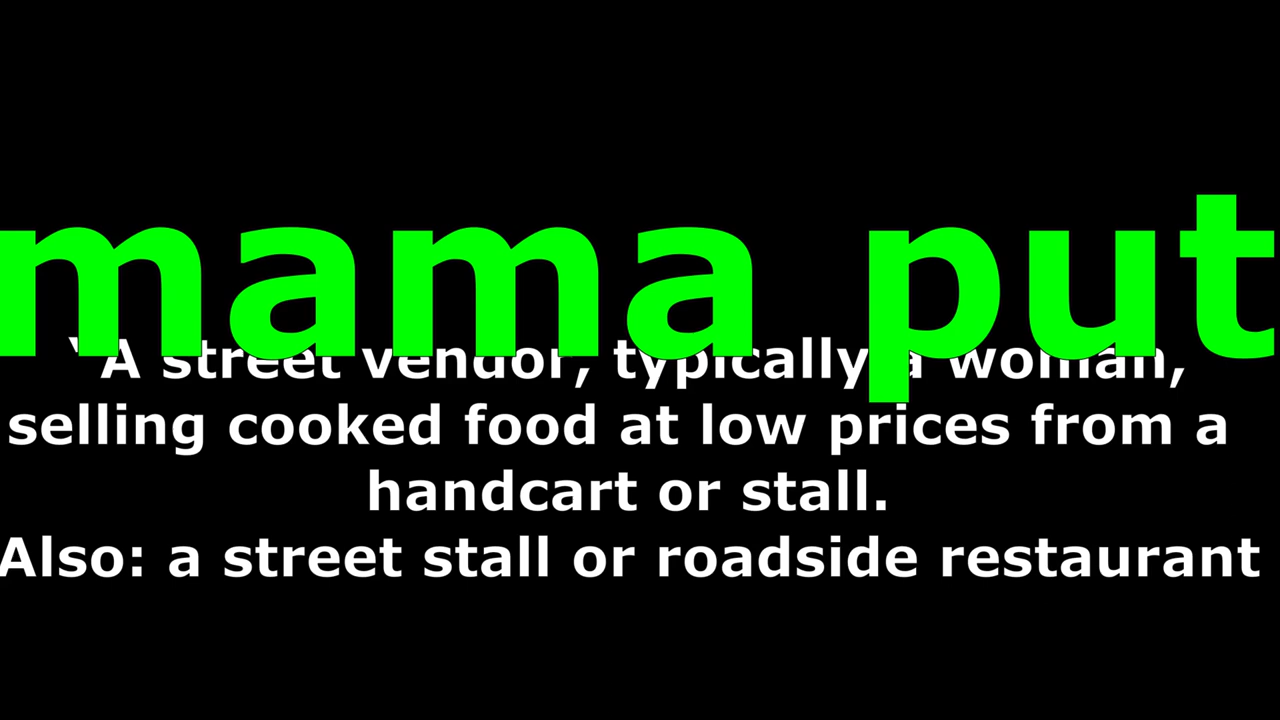 mama put
‘A street vendor, typically a woman,
selling cooked food at low prices from a
handcart or stall.
Also: a street stall or roadside restaurant